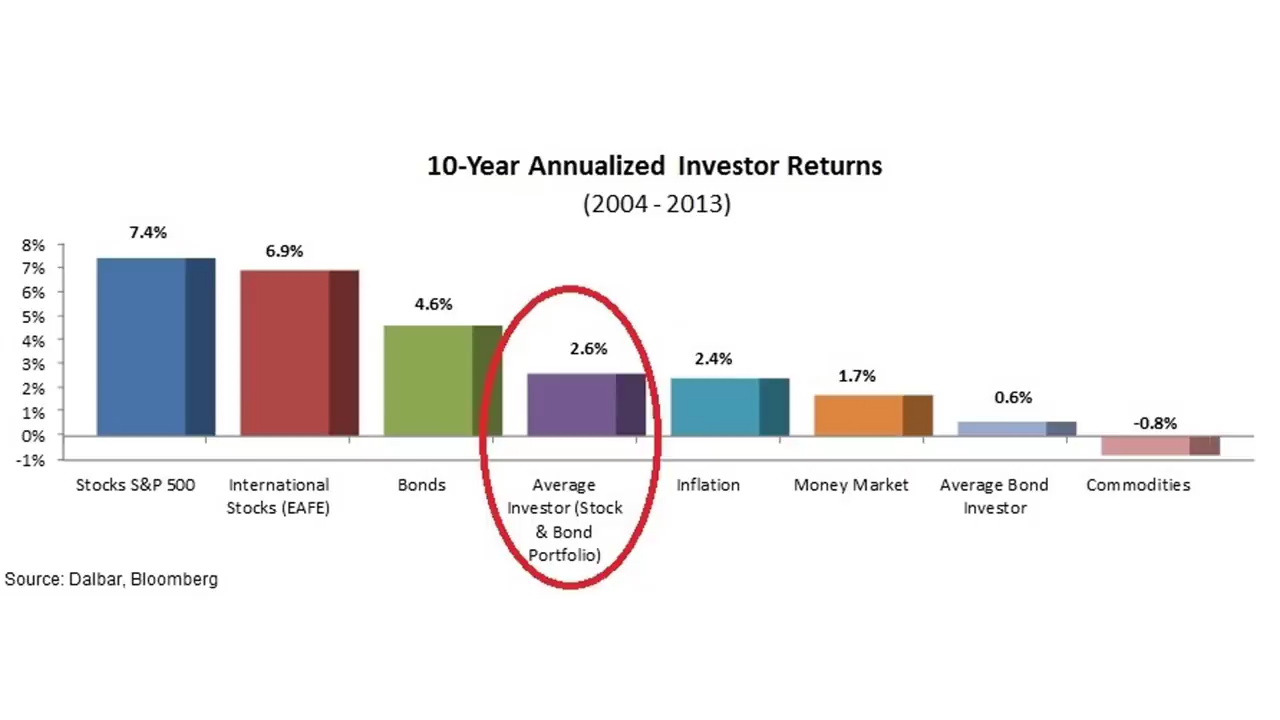 10-Year Annualized Investor Returns
(2004 - 2013)
7.4%
6.9%
4.6%
2.6%
2.4%
1.7%
0.6%
-0.8%
8%
7%
6%
5%
4%
3%
2%
1%
0%
-1%
Stocks S&P 500
International
Stocks (EAFE)
Bonds
Average
Investor (Stock
& Bond
Portfolio)
Inflation
Money Market
Average Bond
Investor
Commodities
Source: Dalbar, Bloomberg